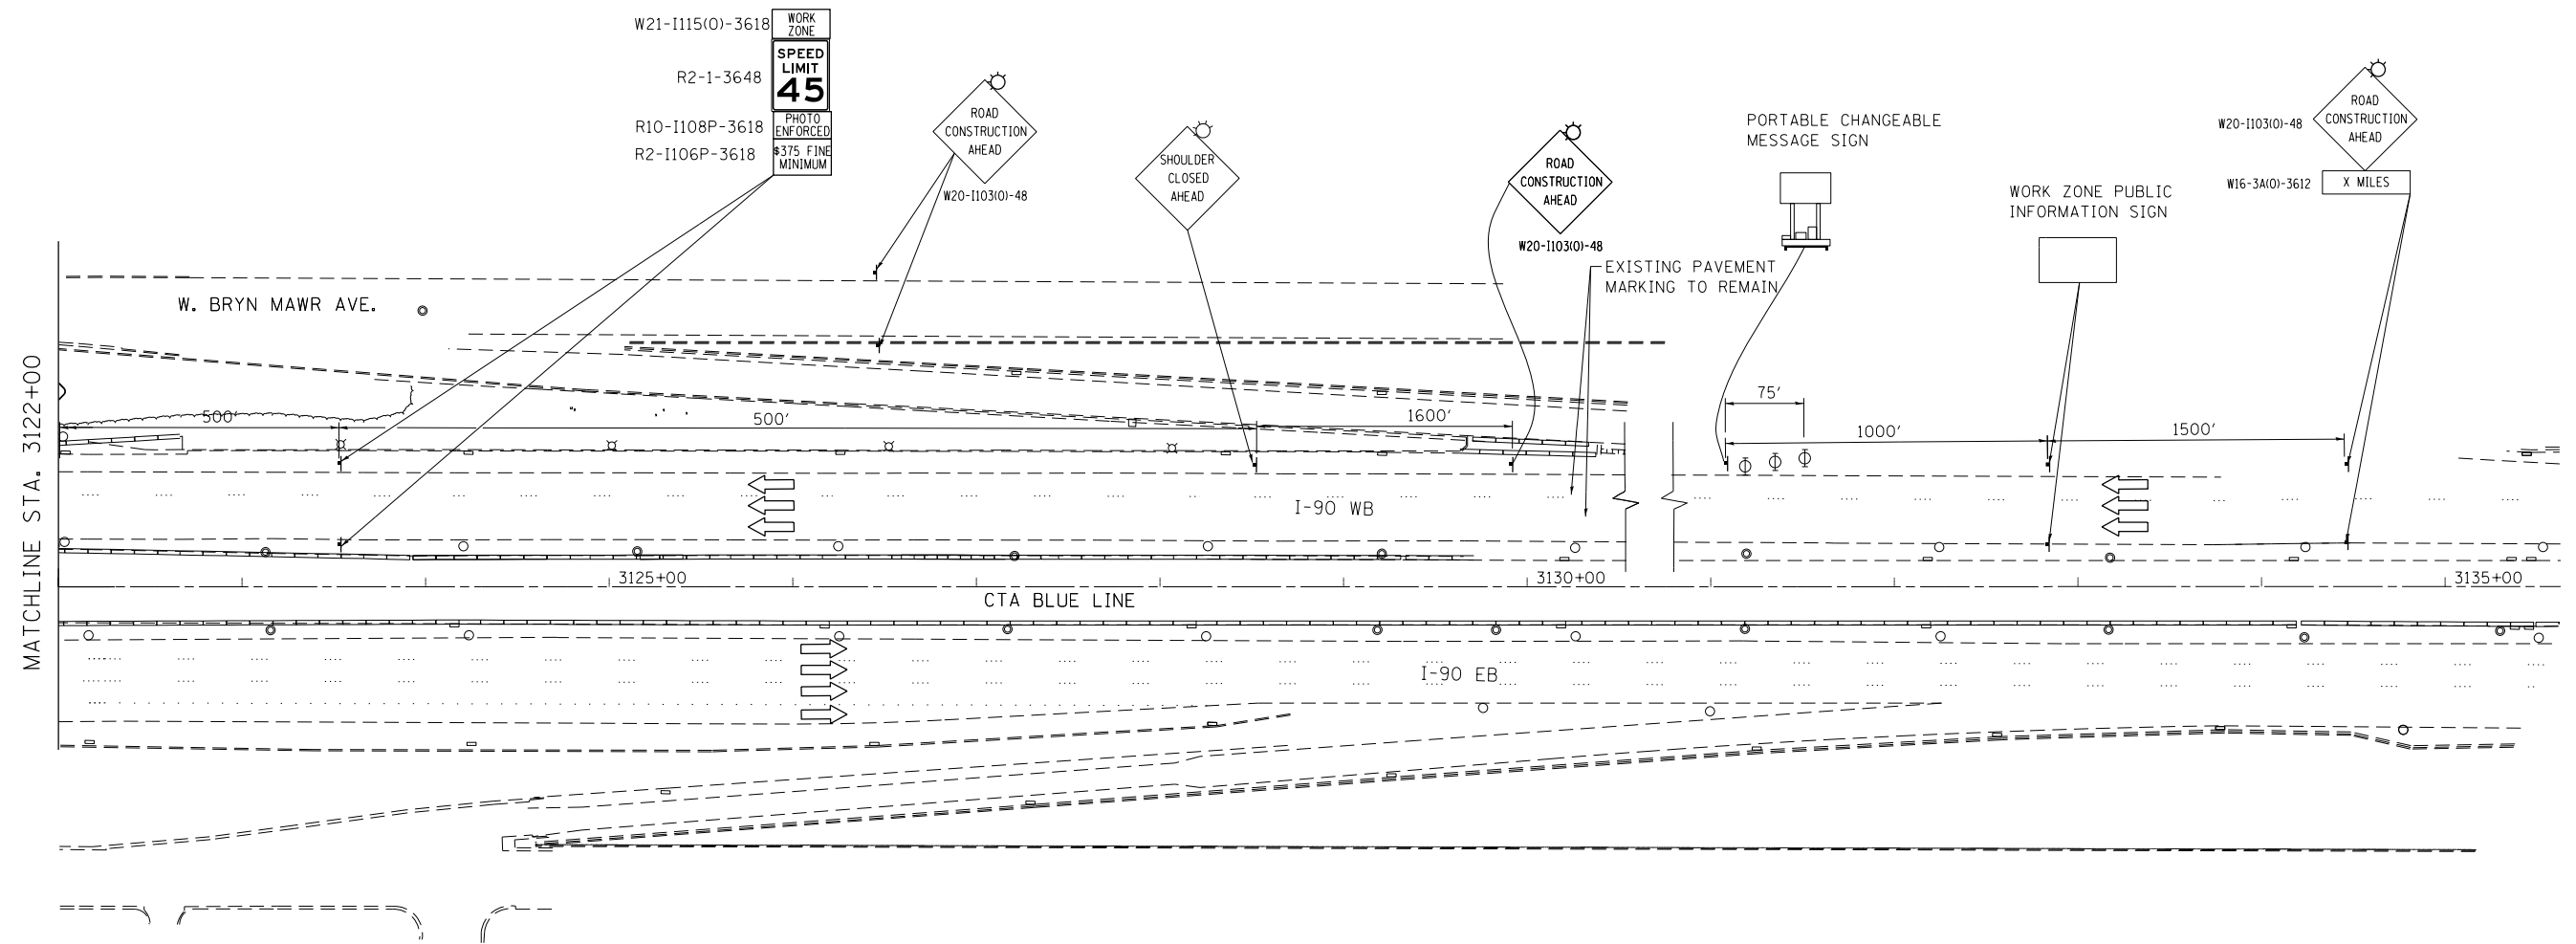 W21-I115(O)-3618
WORK
ZONE
R2-1-3648
SPEED
LIMIT
45
R10-I108P-3618
PHOTO
ENFORCED
R2-I106P-3618
$375 FINE
MINIMUM
ROAD
CONSTRUCTION
AHEAD
W20-I103(O)-48
SHOULDER
CLOSED
AHEAD
ROAD
CONSTRUCTION
AHEAD
W20-I103(O)-48
PORTABLE CHANGEABLE
MESSAGE SIGN
WORK ZONE PUBLIC
INFORMATION SIGN
W20-I103(O)-48
ROAD
CONSTRUCTION
AHEAD
W16-3A(O)-3612
X MILES
EXISTING PAVEMENT
MARKING TO REMAIN
W. BRYN MAWR AVE.
MATCHLINE STA. 3122+00
500'
500'
1600'
75'
1000'
1500'
I-90 WB
3125+00
3130+00
3135+00
CTA BLUE LINE
I-90 EB